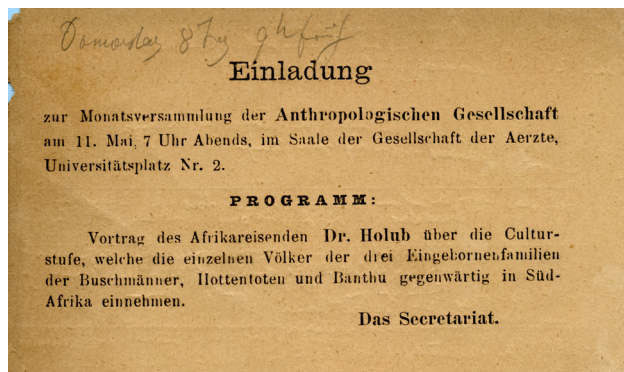 Donnerstag 8
Einladung
zur Monatsversammlung der Anthropologischen Gesellschaft
am 11. Mai, 7 Uhr Abends, im Saale der Gesellschaft der Aerzte,
Universitätsplatz Nr. 2.
PROGRAMM:
Vortrag des Afrikareisenden Dr. Holub über die Cultur-
stufe, welche die einzelnen Völker der drei Eingebornenfamilien
der Buschmänner, Hottentoten und Banthu gegenwärtig in Süd-
Afrika einnehmen.
Das Secretariat.